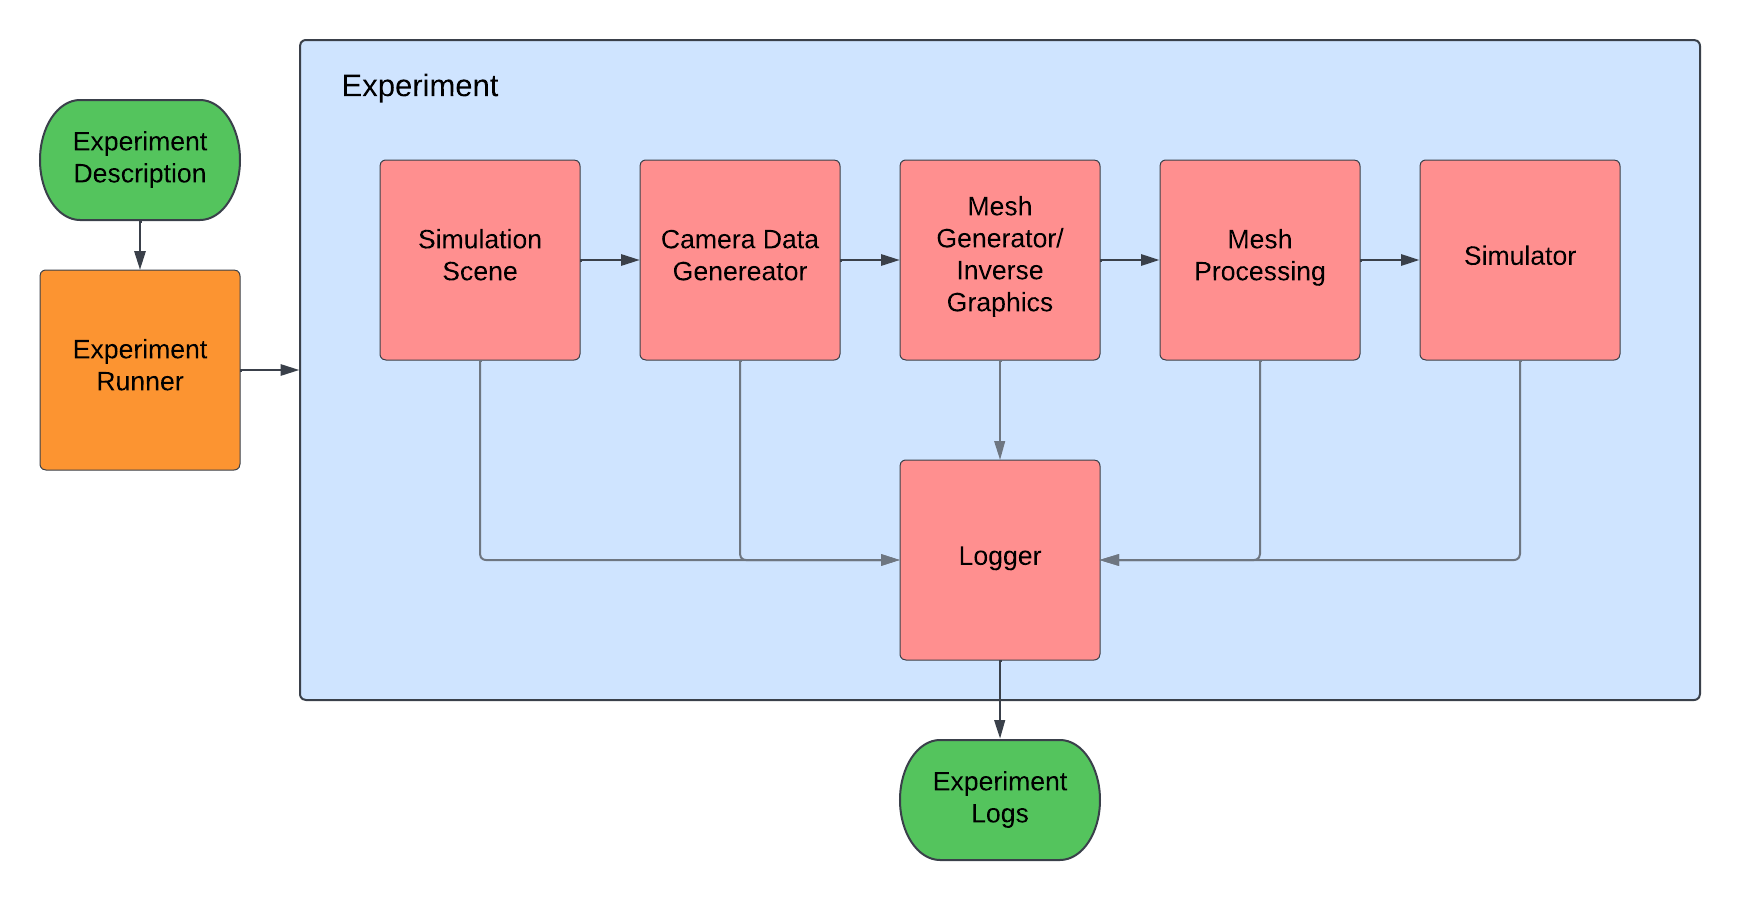 Experiment
Experiment
Description
Experiment
Runner
Simulation
Scene
Camera Data
Genereator
Mesh
Generator/
Inverse
Graphics
Mesh
Processing
Simulator
Logger
Experiment
Logs